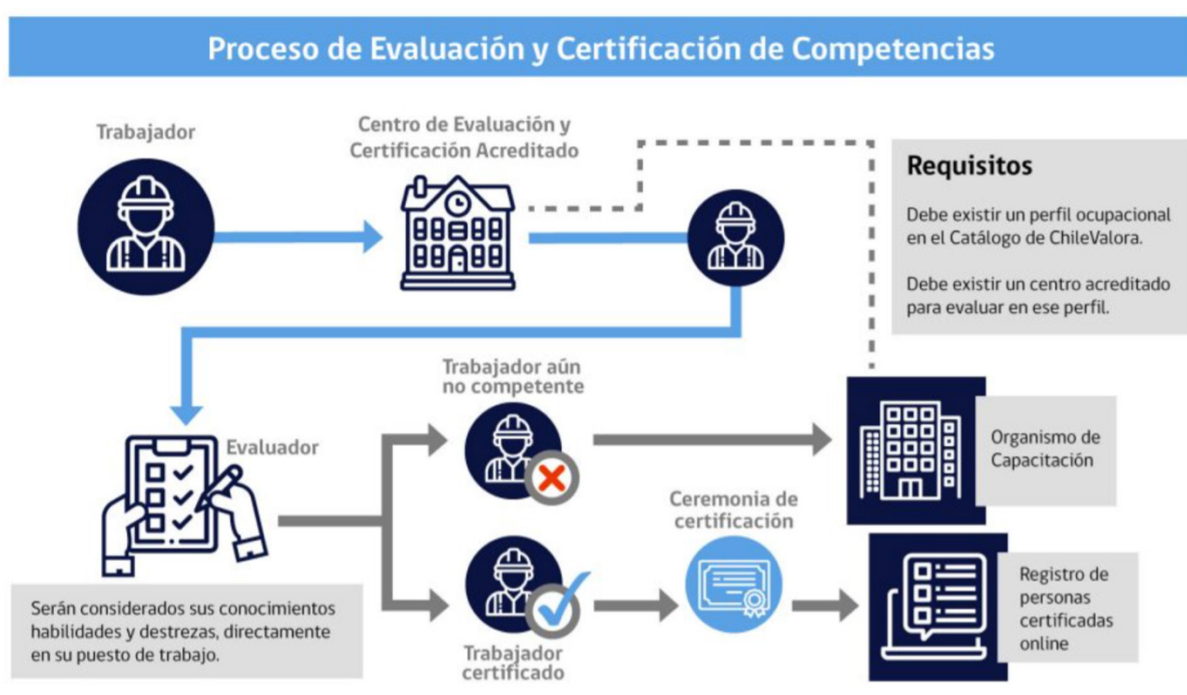 Proceso de Evaluación y Certificación de Competencias
Trabajador
Centro de Evaluación y
Certificación Acreditado
Requisitos
Debe existir un perfil ocupacional
en el Catálogo de ChileValora.
Debe existir un centro acreditado
para evaluar en ese perfil.
Trabajador aún
no competente
Evaluador
Organismo de
Capacitación
Ceremonia de
certificación
Serán considerados sus conocimientos
habilidades y destrezas, directamente
en su puesto de trabajo.
Trabajador
certificado
Registro de
personas
certificadas
online